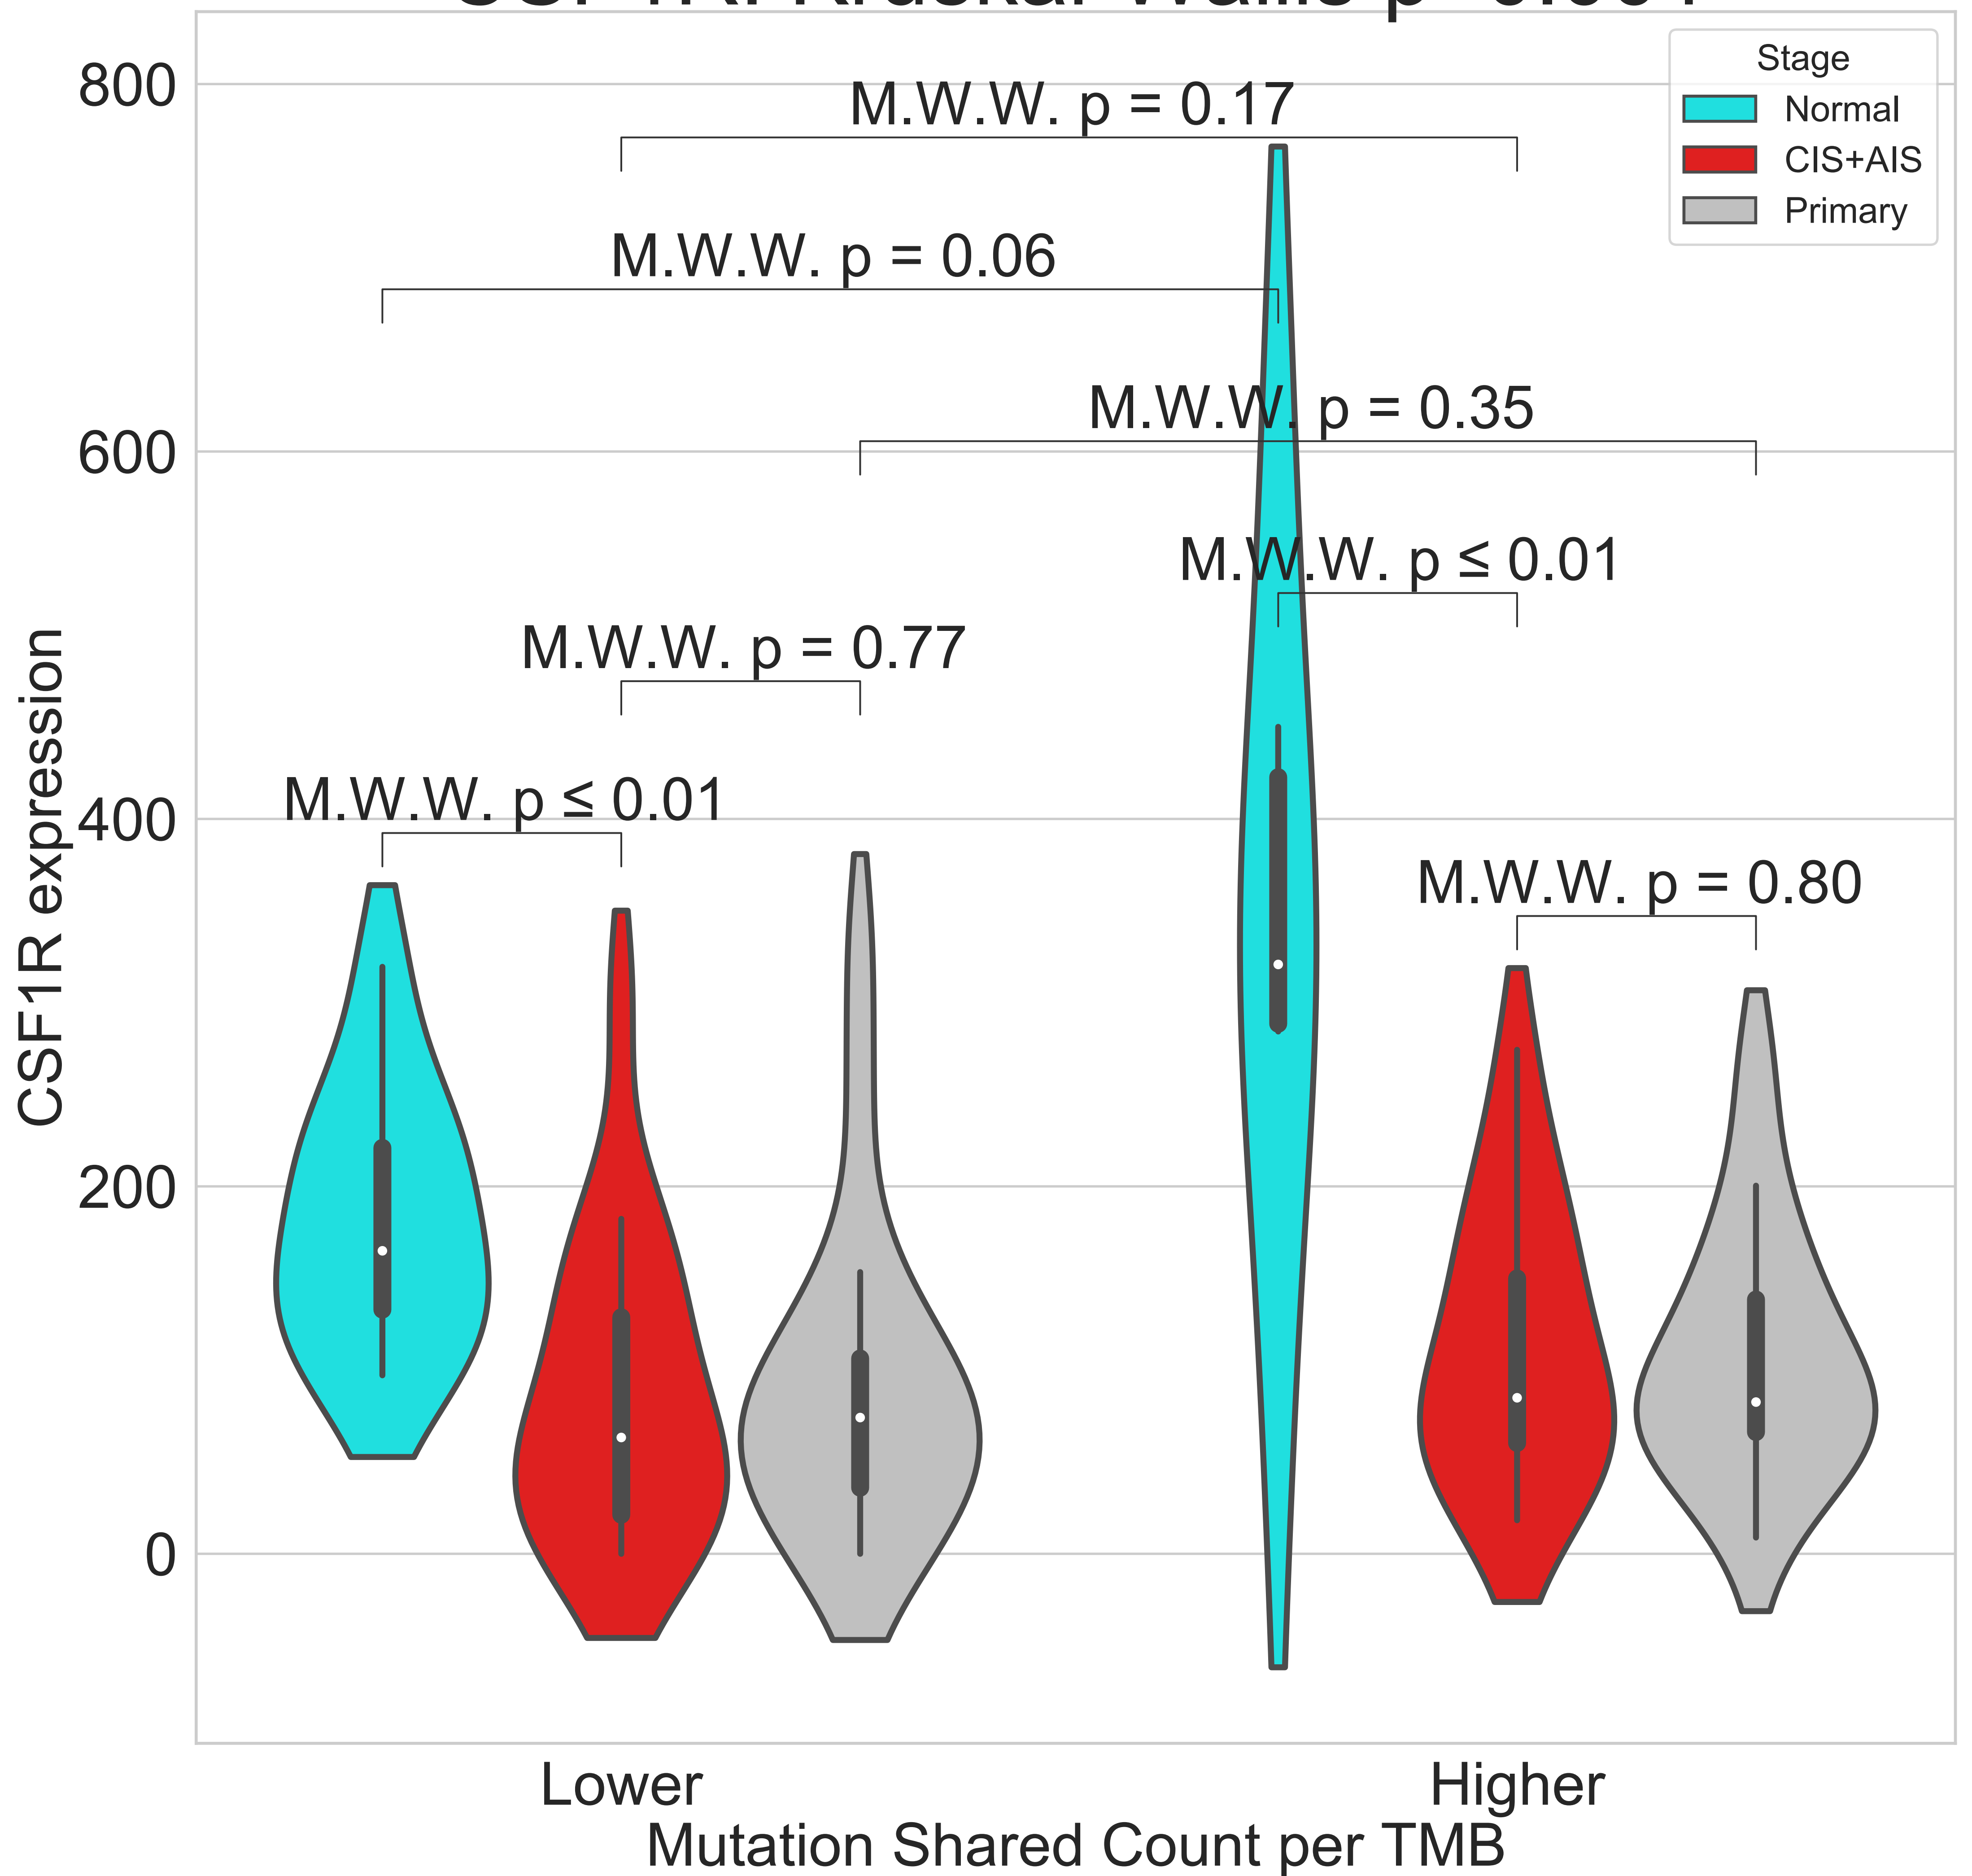 800
600
400
200
0
CSF1R expression
Stage
Normal
CIS+AIS
Primary
M.W.W. p = 0.17
M.W.W. p = 0.06
M.W.W. p = 0.35
M.W.W. p ≤ 0.01
M.W.W. p = 0.77
M.W.W. p ≤ 0.01
M.W.W. p = 0.80
Lower
Higher
Mutation Shared Count per TMB